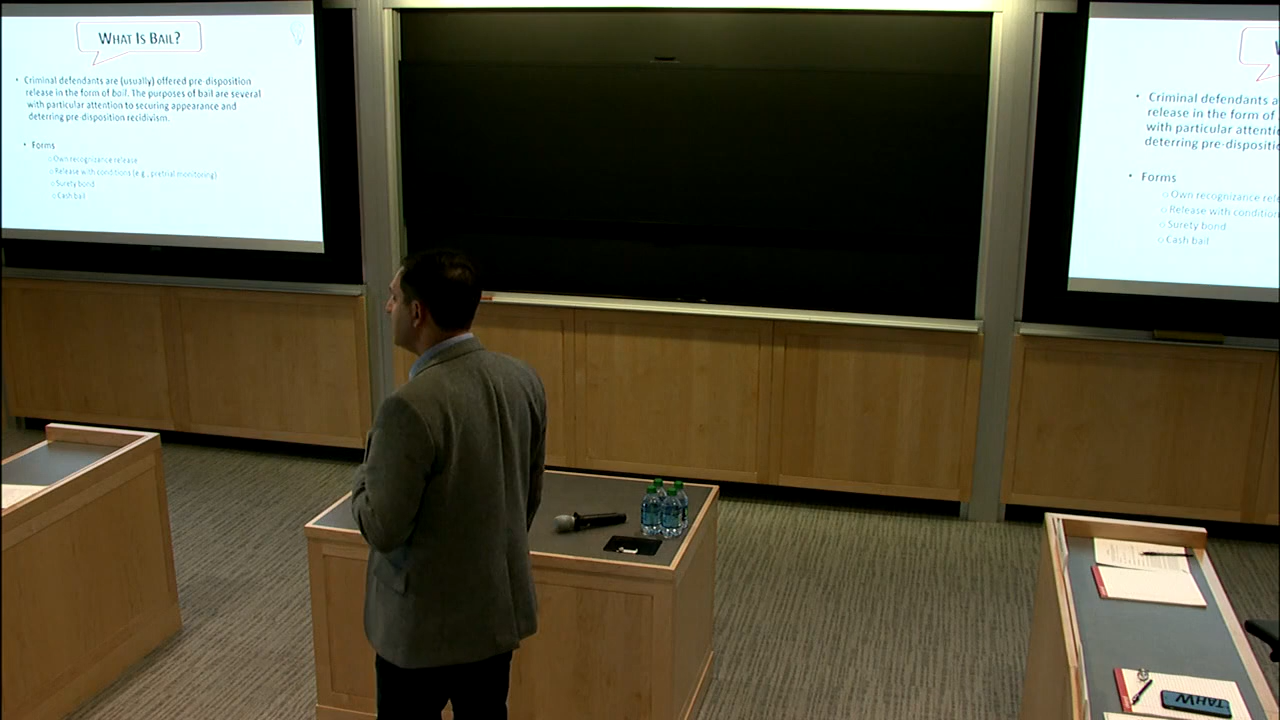 WHAT IS BAIL?
• Criminal defendants are (usually) offered pre-disposition
release in the form of bail. The purposes of bail are several
with particular attention to securing appearance and
deterring pre-disposition recidivism.
• Forms
o Own recognizance release
o Release with conditions (e.g., pretrial monitoring)
o Surety bond
o Cash bail
• Criminal defendants a
release in the form of
with particular attenti
deterring pre-dispositi
• Forms
o Own recognizance rele
o Release with condition
o Surety bond
o Cash bail
WHAT